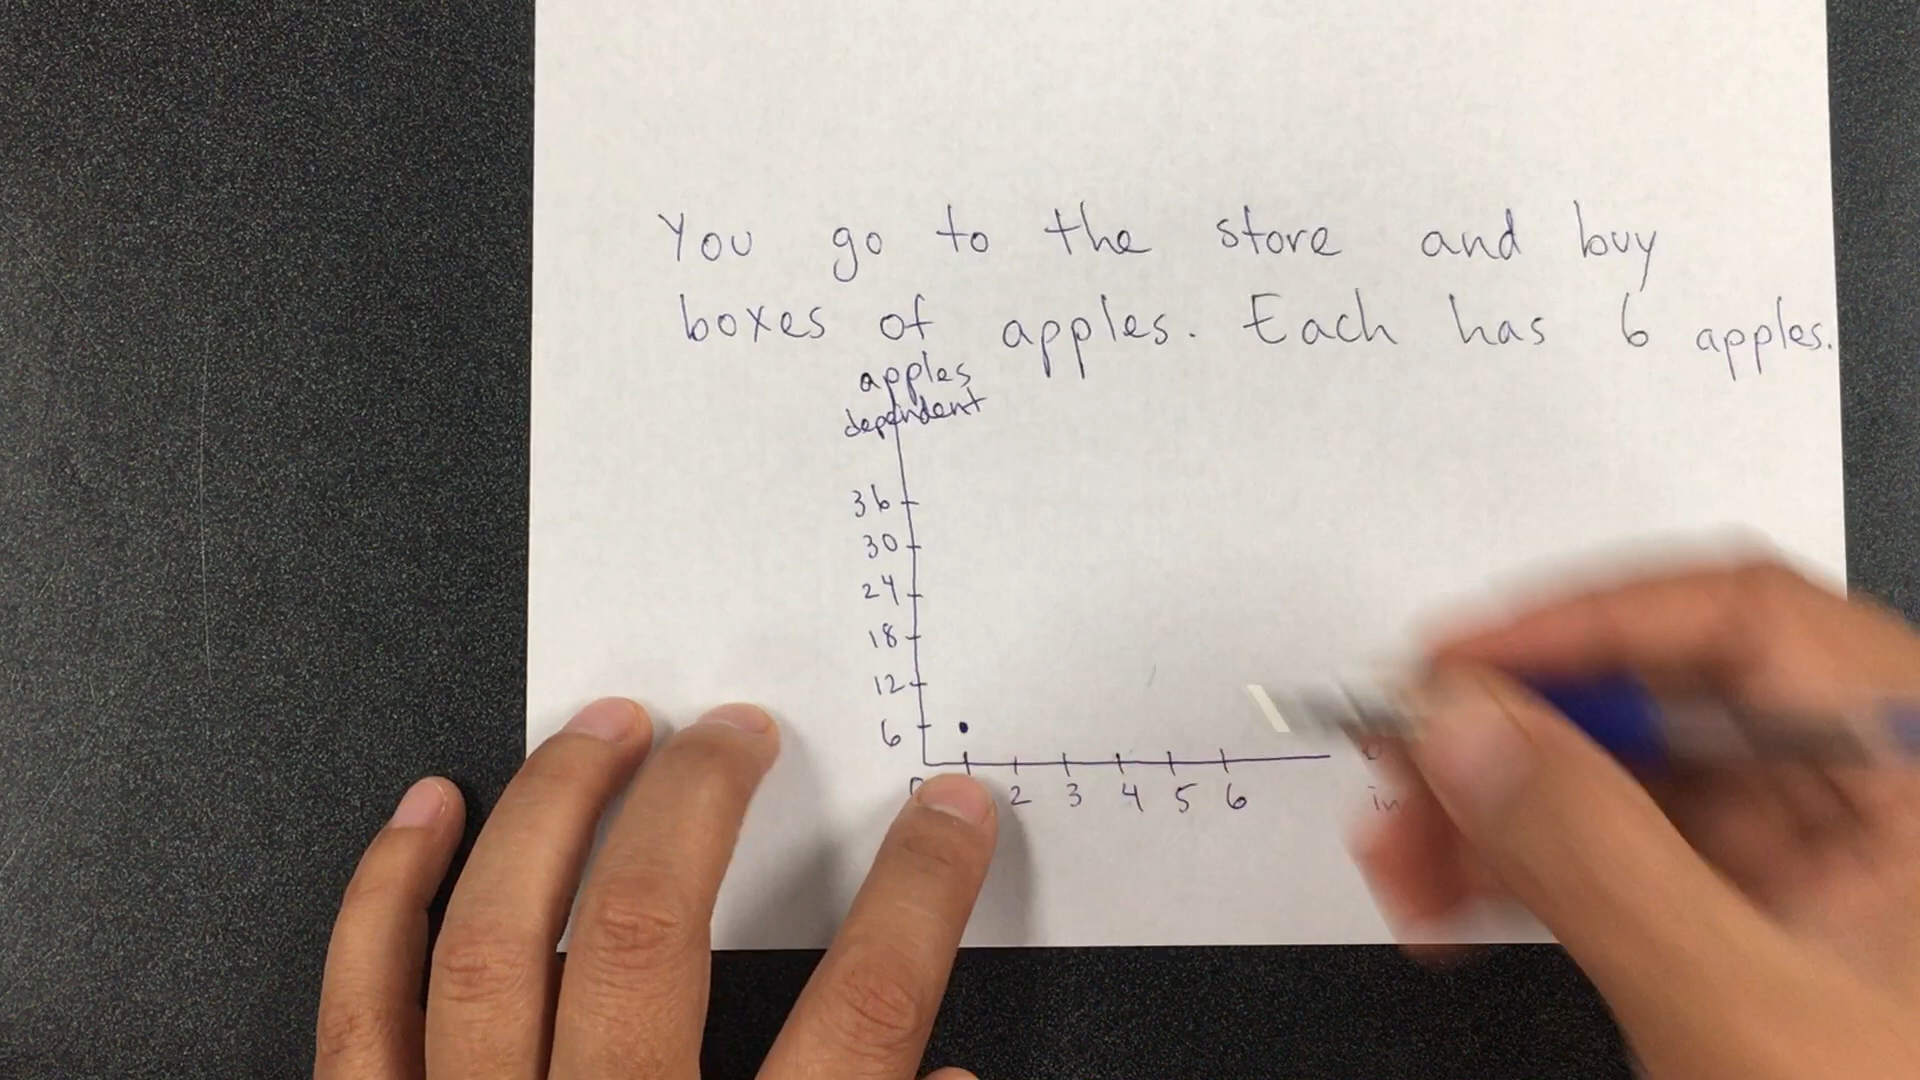 You go to the store and buy
boxes of apples. Each has 6 apples.
apples
dependent
36
30
24
18
12
6
0 2 3 4 5 6